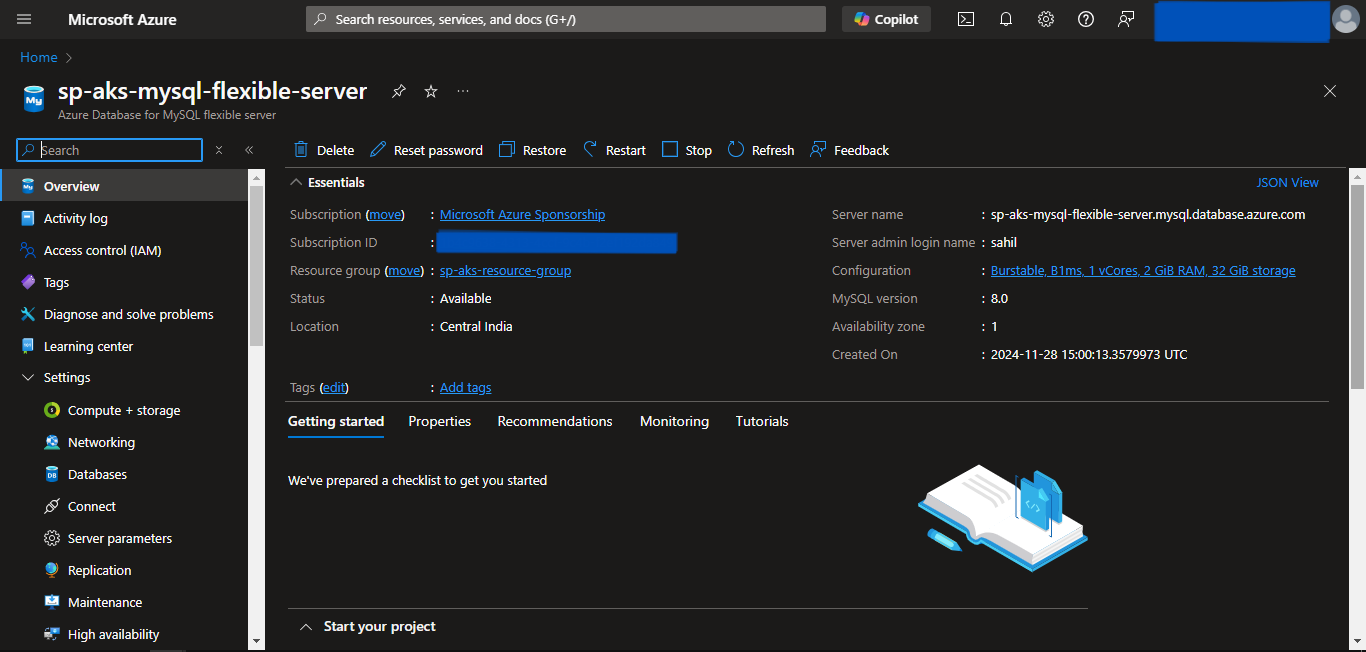 Microsoft Azure
Search resources, services, and docs (G+/)
Copilot
Home
My
sp-aks-mysql-flexible-server
Azure Database for MySQL flexible server
Search
Overview
Activity log
Access control (IAM)
Tags
Diagnose and solve problems
Learning center
Settings
Compute + storage
Networking
Databases
Connect
Server parameters
Replication
Maintenance
High availability
Delete
Reset password
Restore
Restart
Stop
Refresh
Feedback
Essentials
JSON View
Subscription (move) : Microsoft Azure Sponsorship
Subscription ID :
Resource group (move) : sp-aks-resource-group
Status : Available
Location : Central India
Server name : sp-aks-mysql-flexible-server.mysql.database.azure.com
Server admin login name : sahil
Configuration : Burstable, B1ms, 1 vCores, 2 GiB RAM, 32 GiB storage
MySQL version : 8.0
Availability zone : 1
Created On : 2024-11-28 15:00:13.3579973 UTC
Tags (edit) : Add tags
Getting started
Properties
Recommendations
Monitoring
Tutorials
We've prepared a checklist to get you started
</>
Start your project